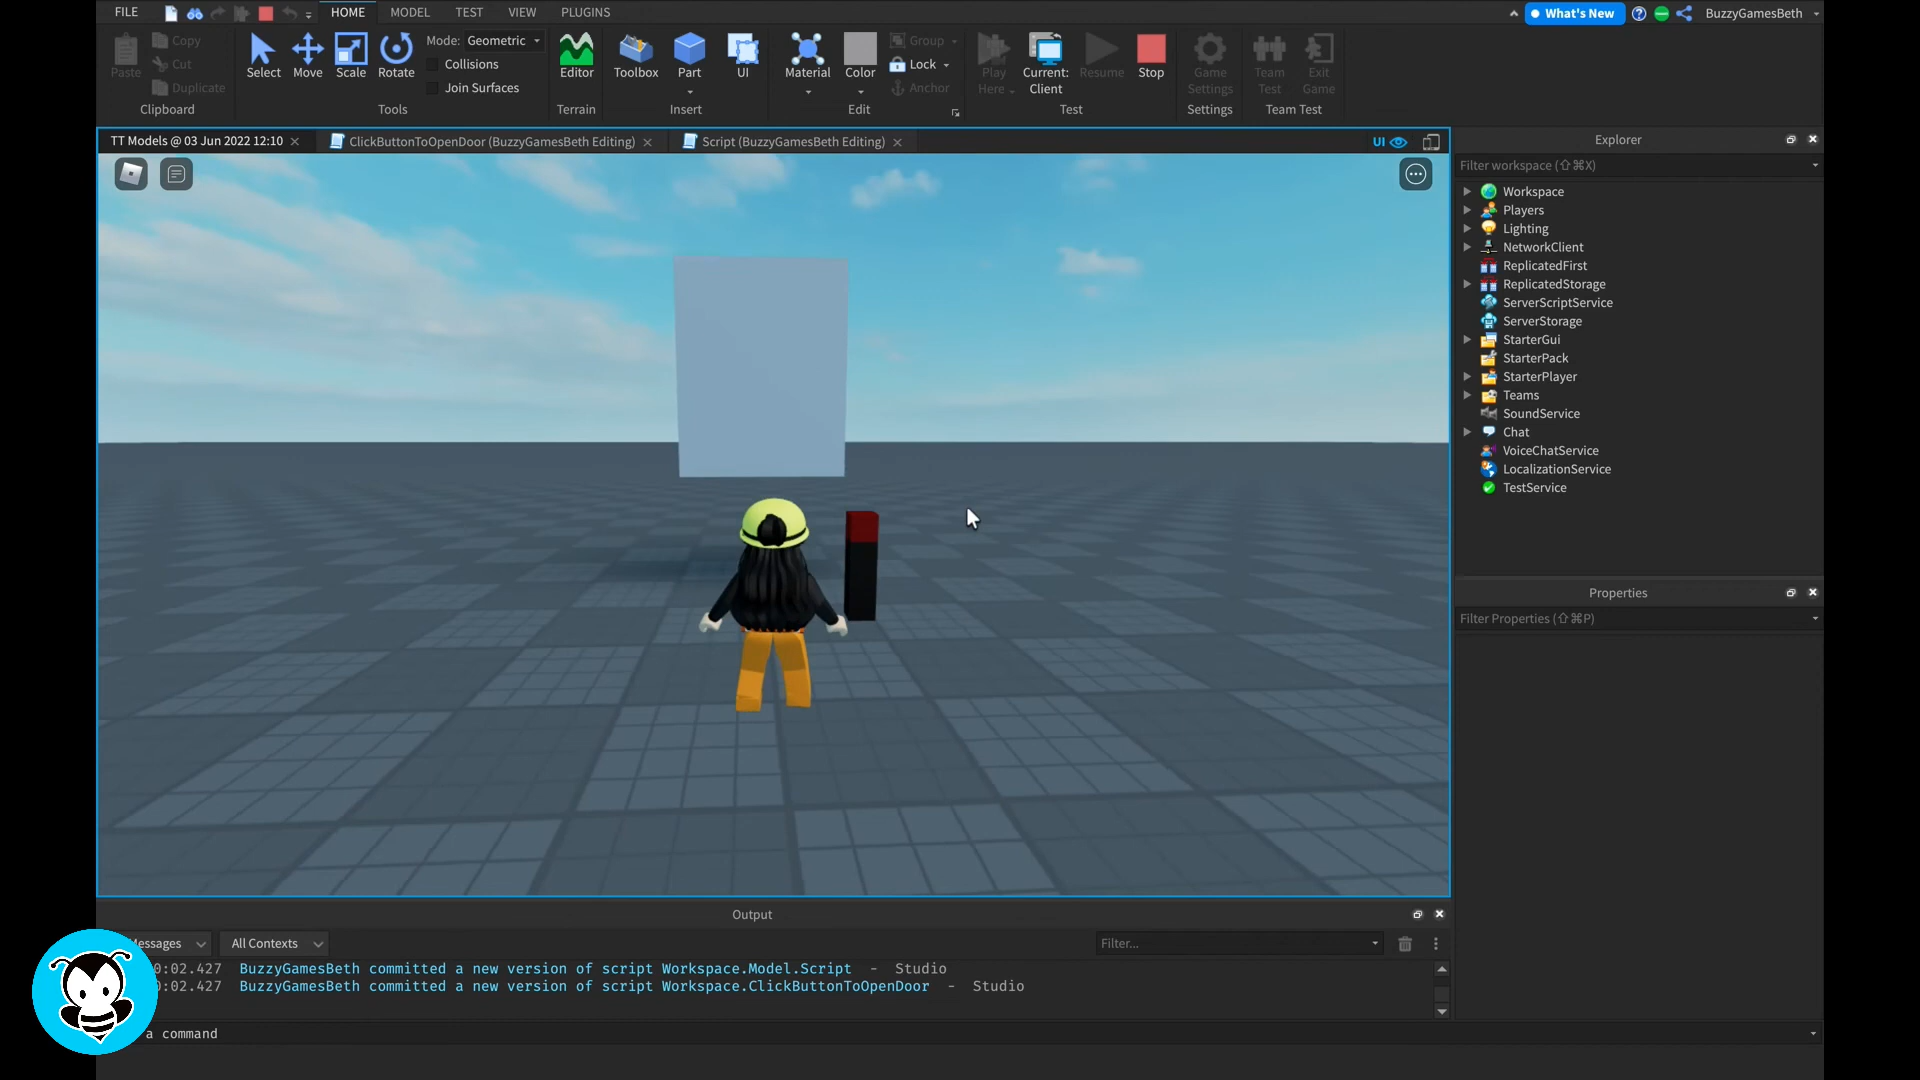 FILE
HOME
MODEL
TEST
VIEW
PLUGINS
What's New
BuzzyGamesBeth
Paste
Copy
Cut
Duplicate
Clipboard
Select
Move
Scale
Rotate
Mode: Geometric
Collisions
Join Surfaces
Tools
Editor
Terrain
Toolbox
Part
UI
Insert
Material
Color
Group
Lock
Anchor
Edit
Play
Here
Current:
Client
Resume
Stop
Test
Game
Settings
Settings
Team
Test
Exit
Game
Team Test
TT Models @ 03 Jun 2022 12:10
ClickButtonToOpenDoor (BuzzyGamesBeth Editing)
Script (BuzzyGamesBeth Editing)
UI
Explorer
Filter workspace (⇧⌘X)
Workspace
Players
Lighting
NetworkClient
ReplicatedFirst
ReplicatedStorage
ServerScriptService
ServerStorage
StarterGui
StarterPack
StarterPlayer
Teams
SoundService
Chat
VoiceChatService
LocalizationService
TestService
Properties
Filter Properties (⇧⌘P)
Output
Messages
All Contexts
Filter...
0:02.427 BuzzyGamesBeth committed a new version of script Workspace.Model.Script - Studio
0:02.427 BuzzyGamesBeth committed a new version of script Workspace.ClickButtonToOpenDoor - Studio
a command